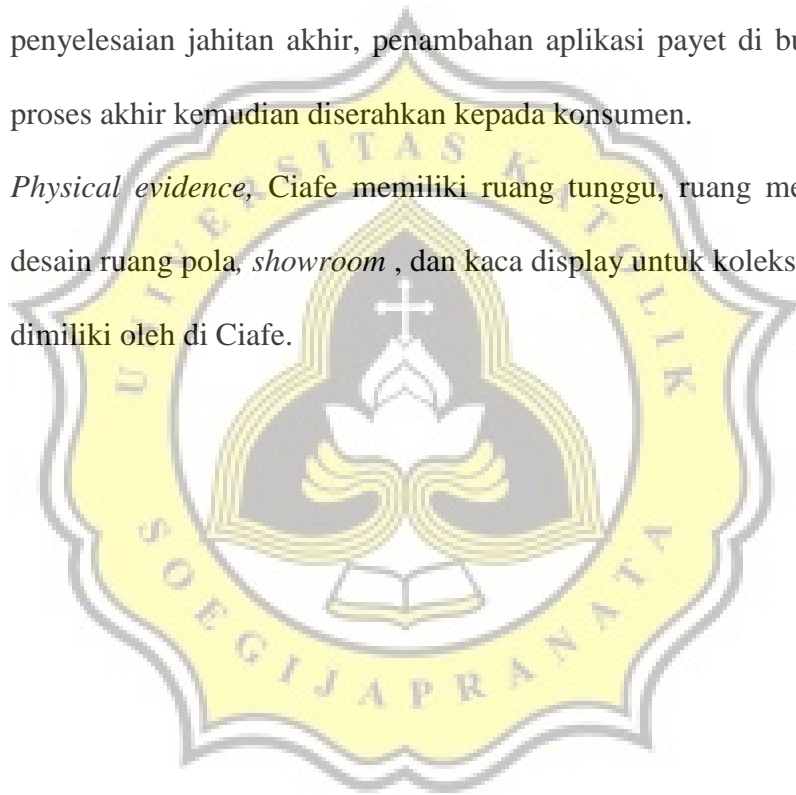 penyelesaian jahitan akhir, penambahan aplikasi payet di
proses akhir kemudian diserahkan kepada konsumen.
Physical evidence, Ciafe memiliki ruang tunggu, ruang
desain ruang pola, showroom , dan kaca display untuk
dimiliki oleh di Ciafe.
UNIVERSITAS KATOLIK
SOEGIJAPRANATA